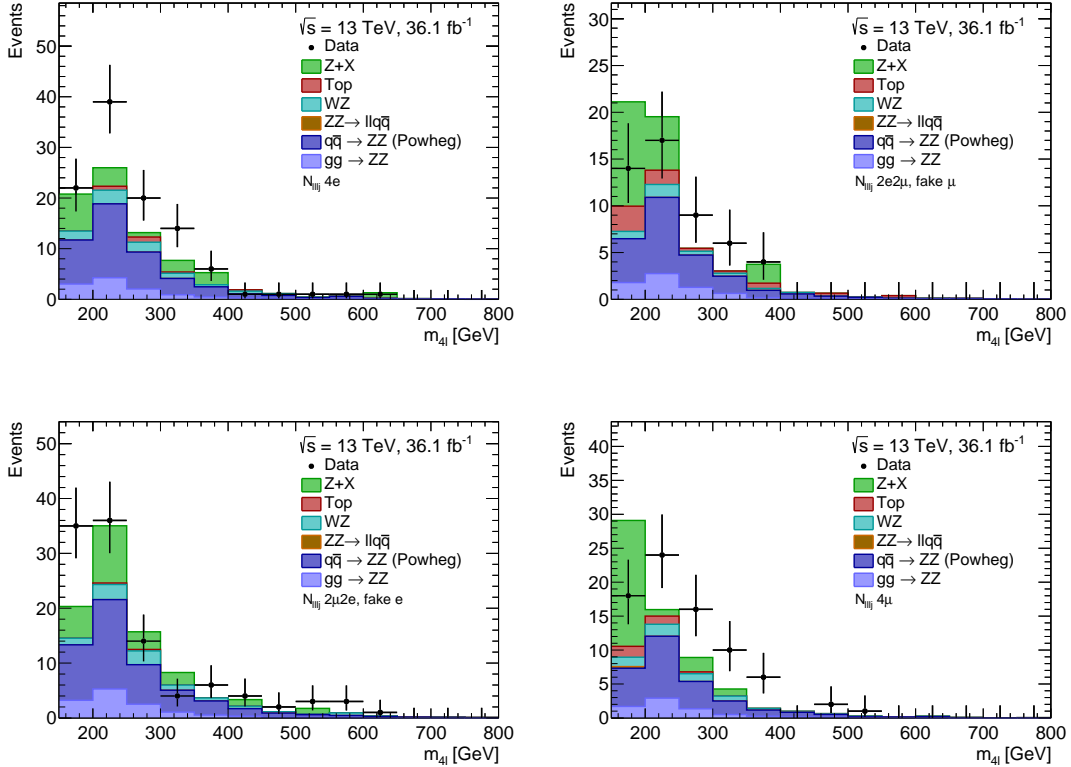 Events
√s = 13 TeV, 36.1 fb⁻¹
Data
Z+X
Top
WZ
ZZ→ llqq̄
qq̄ → ZZ (Powheg)
gg → ZZ
N_lllj 4e
50
40
30
20
10
0
200 300 400 500 600 700 800
m_4l [GeV]
Events
√s = 13 TeV, 36.1 fb⁻¹
Data
Z+X
Top
WZ
ZZ→ llqq̄
qq̄ → ZZ (Powheg)
gg → ZZ
N_lllj 2e2μ, fake μ
30
25
20
15
10
5
0
200 300 400 500 600 700 800
m_4l [GeV]
Events
√s = 13 TeV, 36.1 fb⁻¹
Data
Z+X
Top
WZ
ZZ→ llqq̄
qq̄ → ZZ (Powheg)
gg → ZZ
N_lllj 2μ2e, fake e
50
40
30
20
10
0
200 300 400 500 600 700 800
m_4l [GeV]
Events
√s = 13 TeV, 36.1 fb⁻¹
Data
Z+X
Top
WZ
ZZ→ llqq̄
qq̄ → ZZ (Powheg)
gg → ZZ
N_lllj 4μ
40
35
30
25
20
15
10
5
0
200 300 400 500 600 700 800
m_4l [GeV]